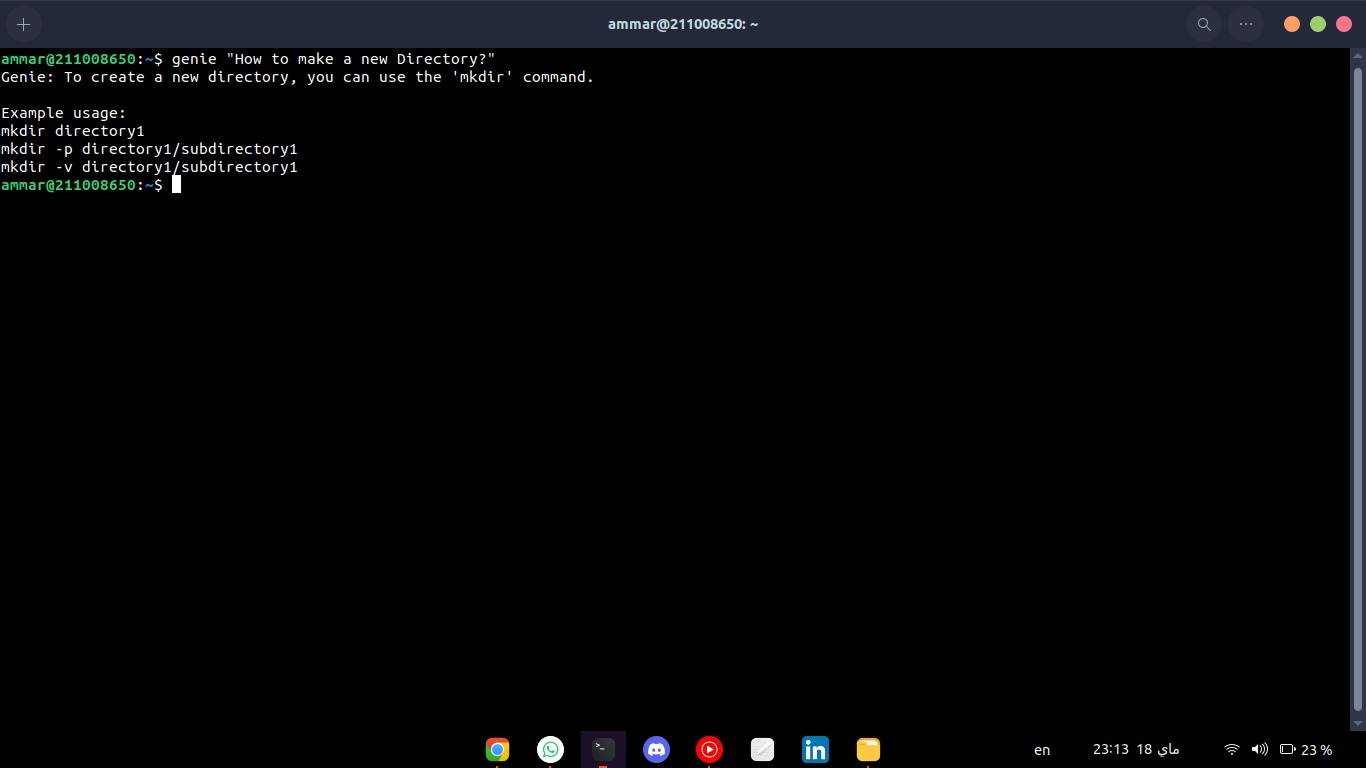 ammar@211008650: ~
ammar@211008650:~$ genie "How to make a new Directory?"
Genie: To create a new directory, you can use the 'mkdir' command.
Example usage:
mkdir directory1
mkdir -p directory1/subdirectory1
mkdir -v directory1/subdirectory1
ammar@211008650:~$
en 23:13 18 ماي 23 %